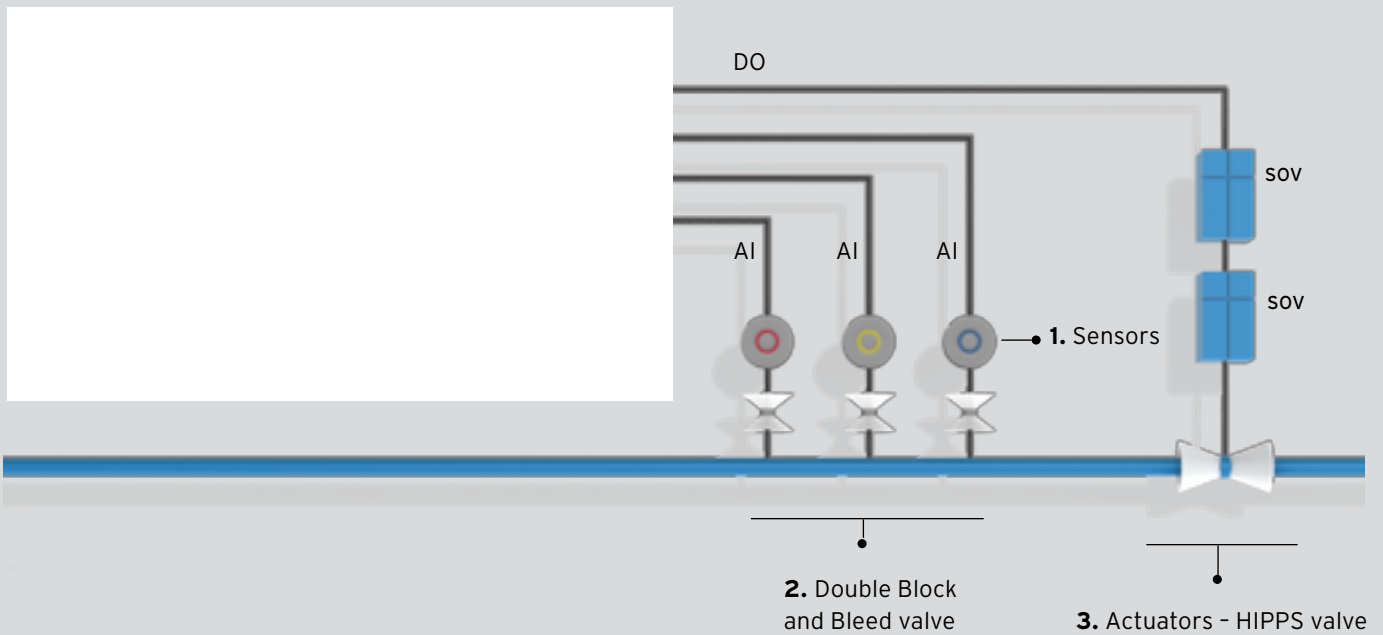 DO
sov
AI
AI
AI
sov
1. Sensors
2. Double Block
and Bleed valve
3. Actuators – HIPPS valve